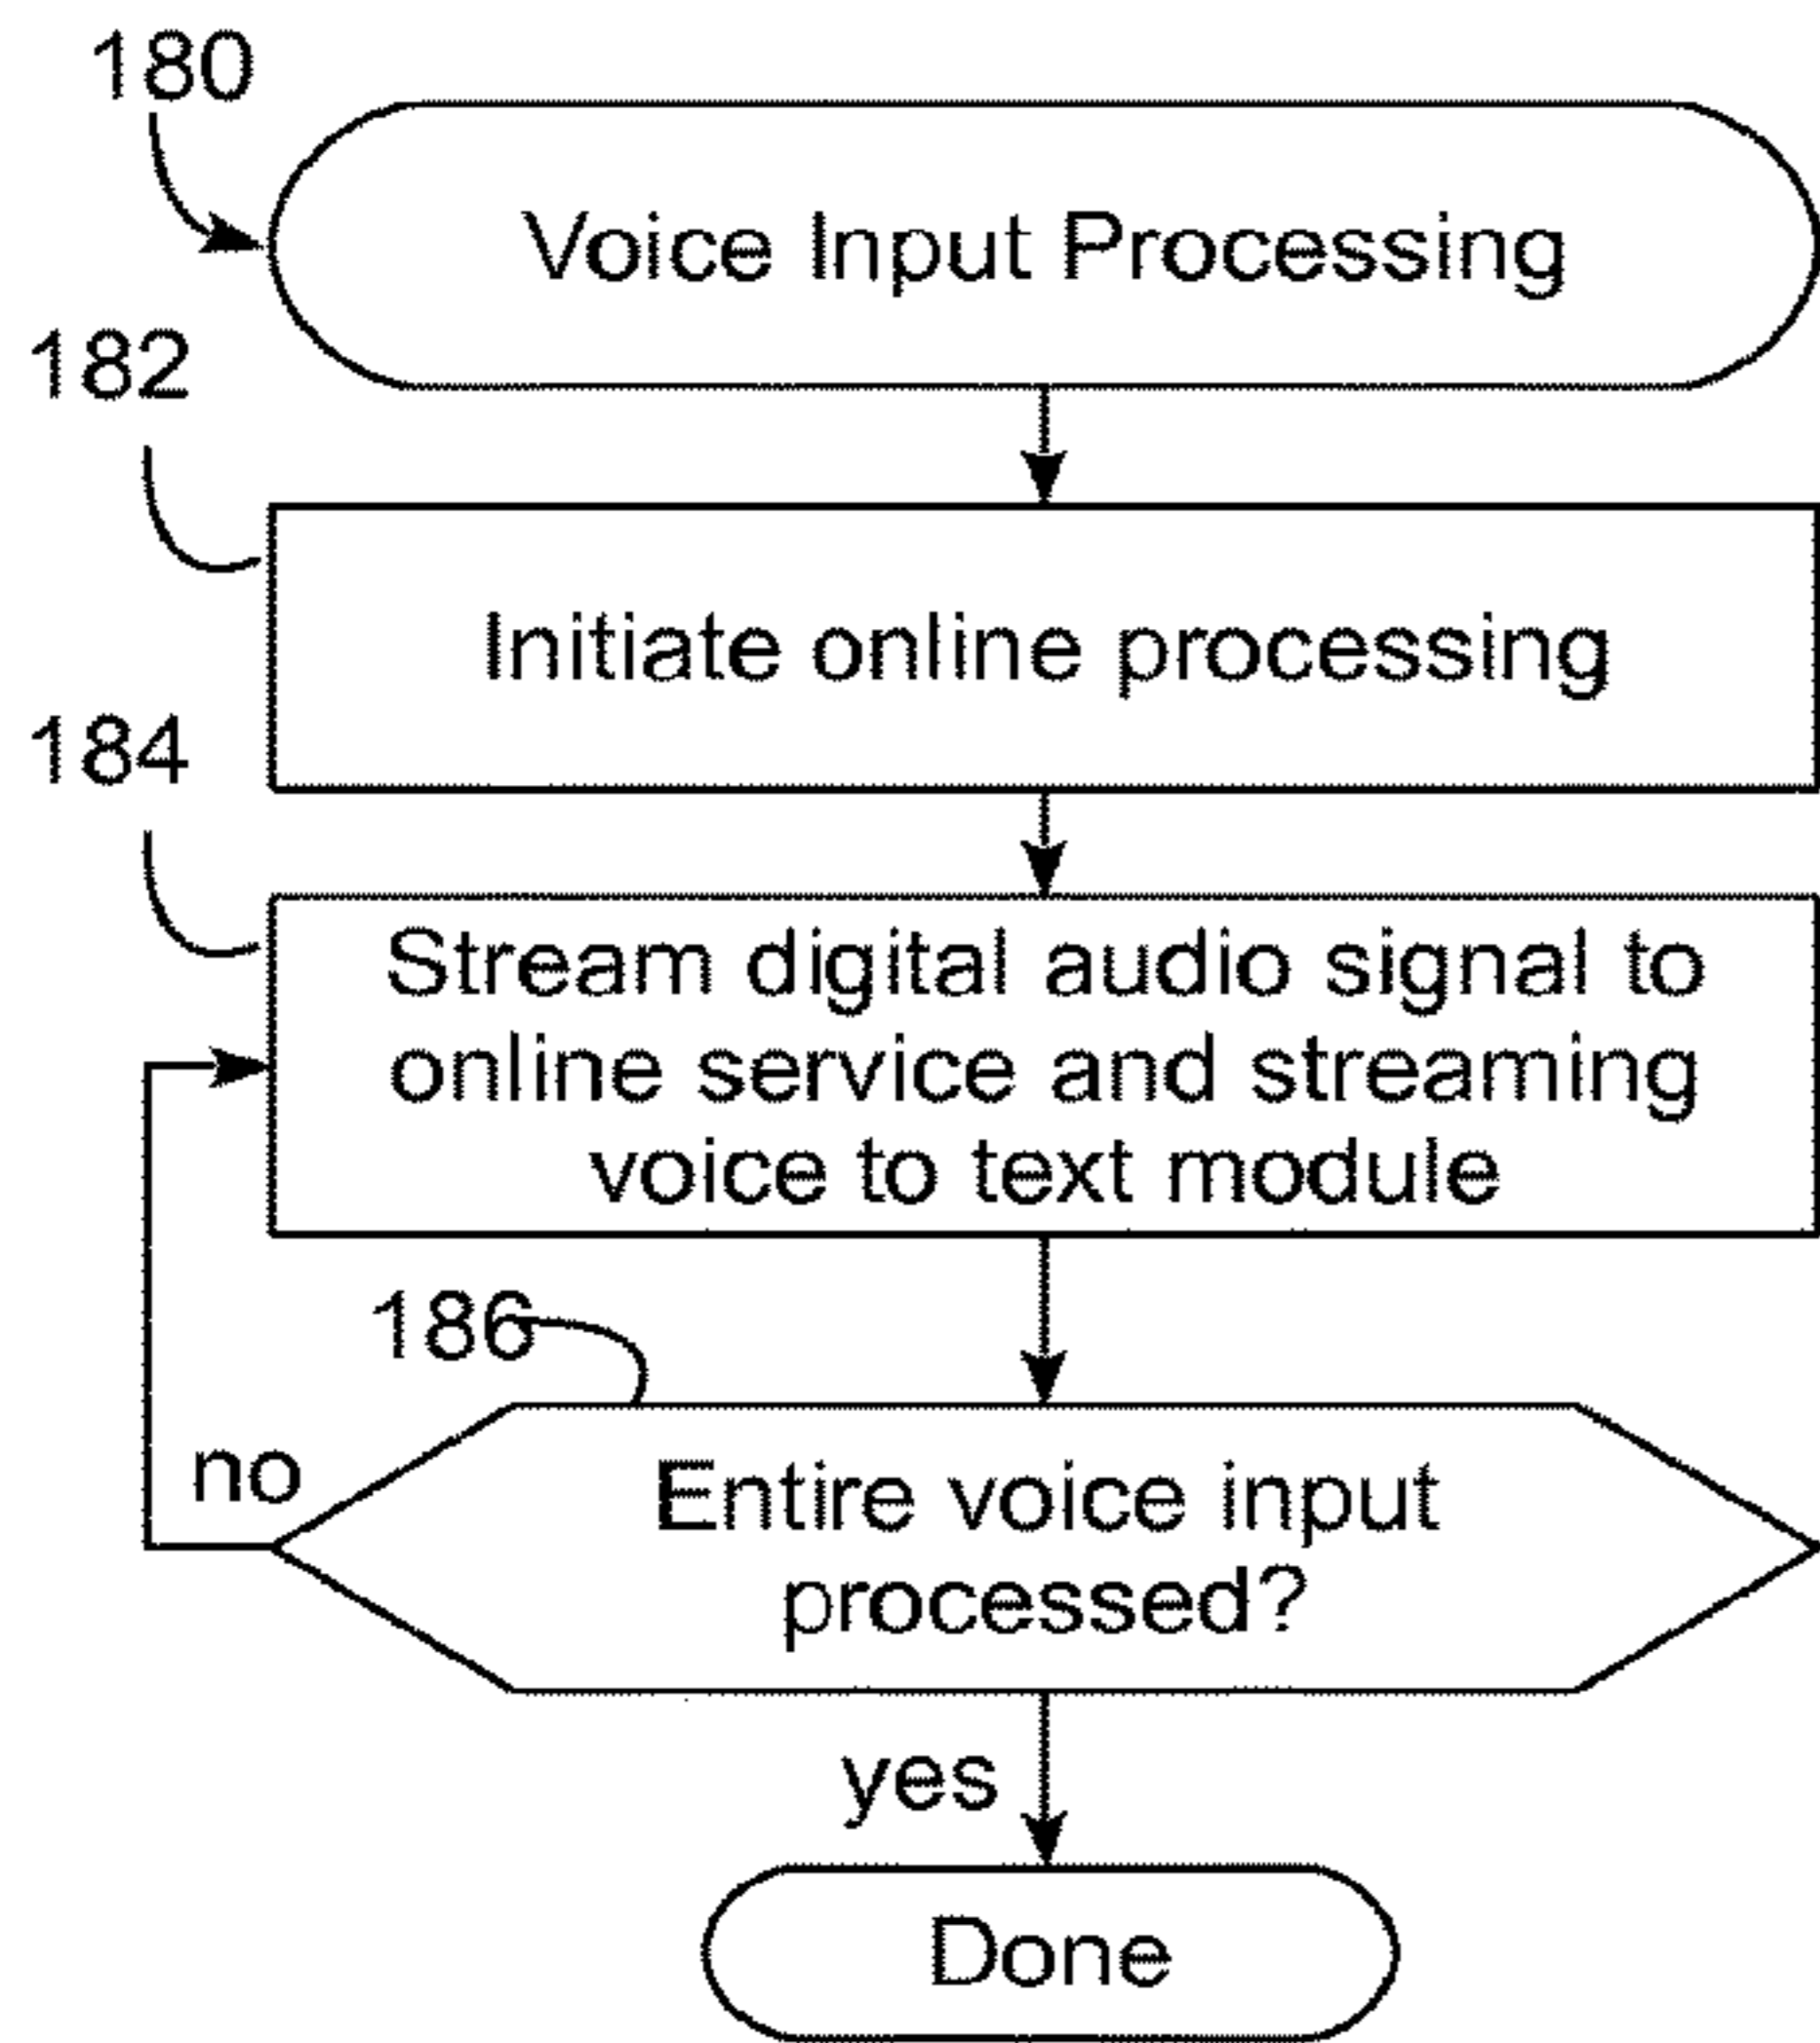 180
Voice Input Processing
182
Initiate online processing
184
Stream digital audio signal to
online service and streaming
voice to text module
186
no
Entire voice input
processed?
yes
Done